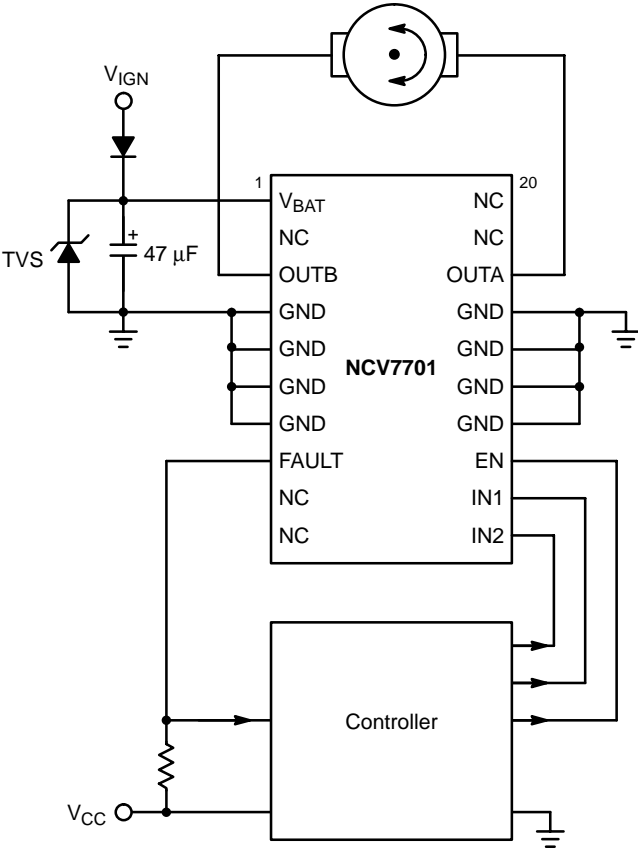 V_IGN
1
20
V_BAT
NC
NC
NC
TVS
+
47 μF
OUTB
OUTA
GND
GND
GND
GND
NCV7701
GND
GND
GND
GND
FAULT
EN
NC
IN1
NC
IN2
Controller
V_CC